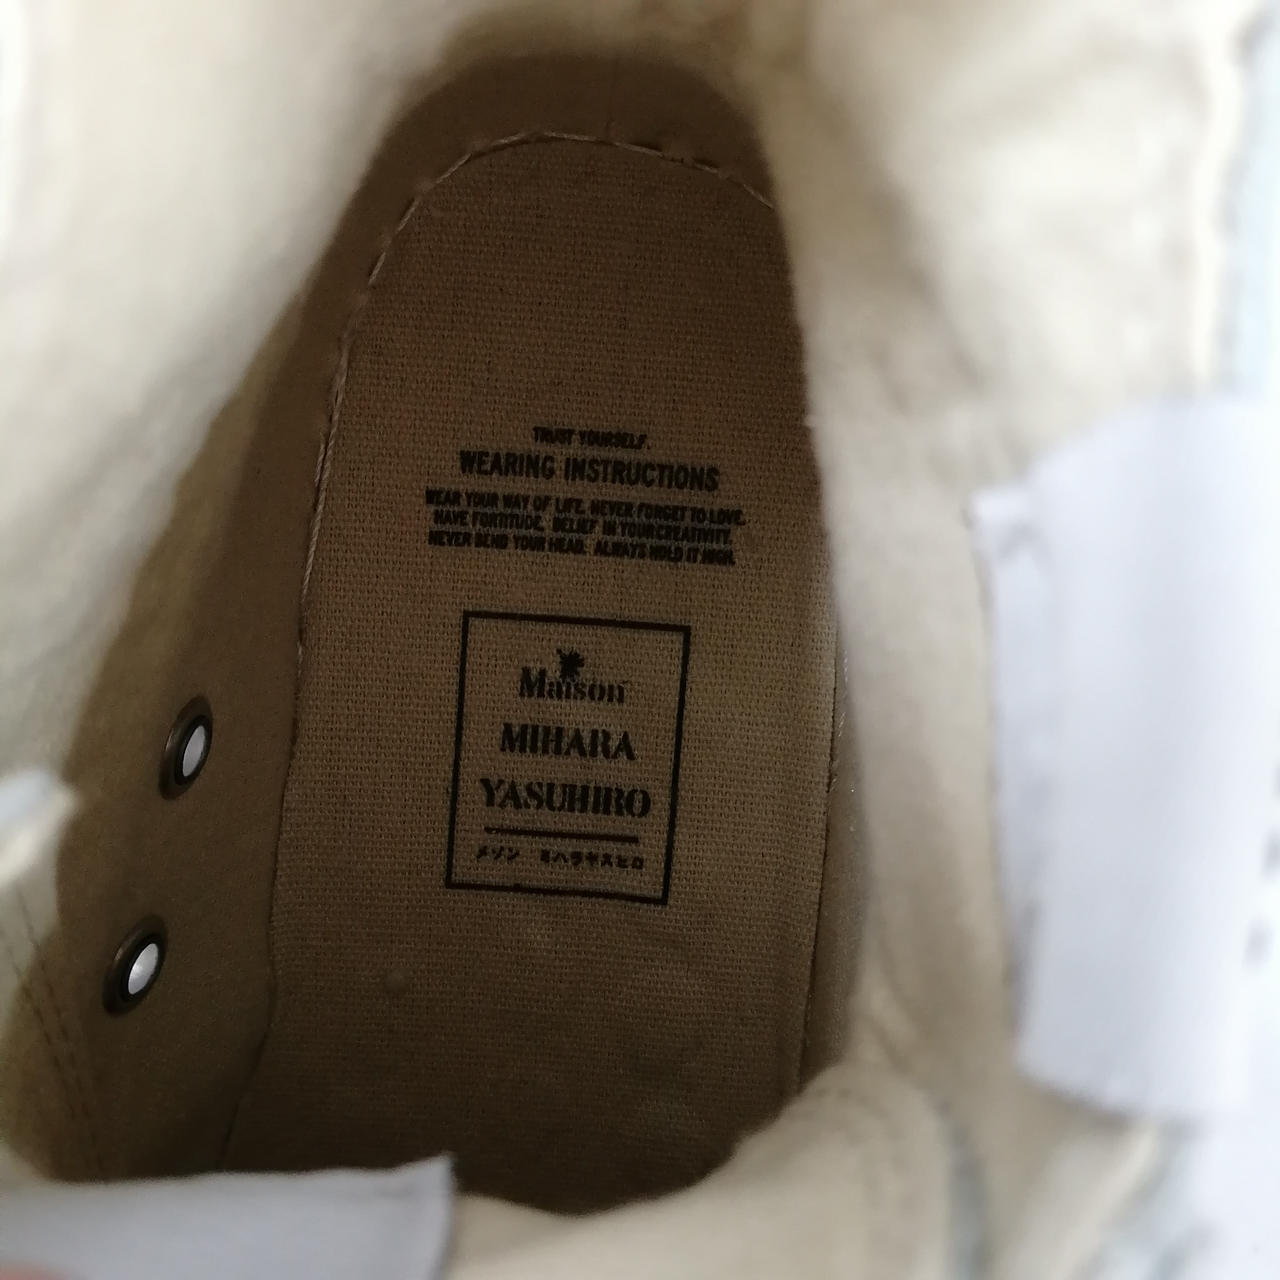 TRUST YOURSELF.
WEARING INSTRUCTIONS
WEAR YOUR WAY OF LIFE. NEVER FORGET TO LOVE.
HAVE FORTITUDE. BELIEF IN YOUR CREATIVITY.
NEVER BEND YOUR HEAD. ALWAYS HOLD IT HIGH.
Maison
MIHARA
YASUHIRO
メゾン ミハラヤスヒロ